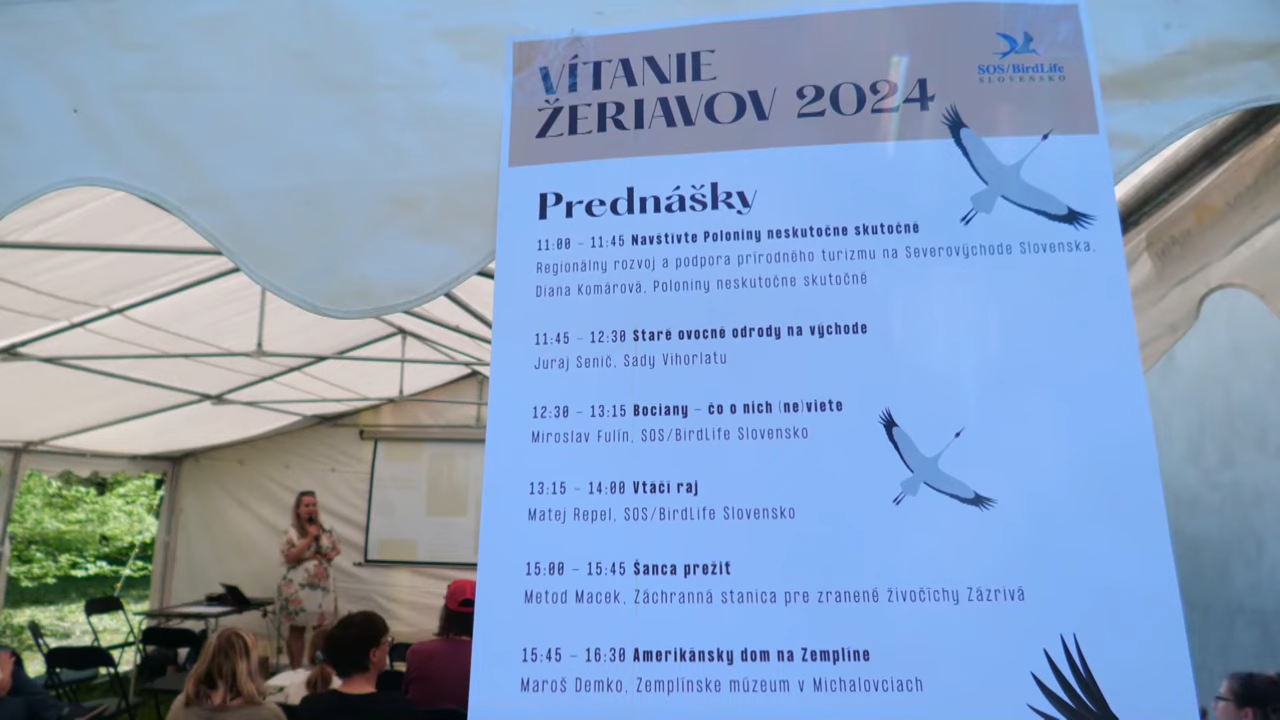 VÍTANIE
ŽERIAVOV 2024
SOS/BirdLife
SLOVENSKO
Prednášky
11:00 – 11:45 Navštívte Poloniny neskutočne skutočné
Regionálny rozvoj a podpora prírodného turizmu na Severovýchode Slovenska,
Diana Komárová, Poloniny neskutočne skutočné
11:45 – 12:30 Staré ovocné odrody na východe
Juraj Senič, Sady Vihorlatu
12:30 – 13:15 Bociany – čo o nich (ne)viete
Miroslav Fulín, SOS/BirdLife Slovensko
13:15 – 14:00 Vtáčí raj
Matej Repel, SOS/BirdLife Slovensko
15:00 – 15:45 Šanca prežiť
Metod Macek, Záchranná stanica pre zranené živočíchy Zázrivá
15:45 – 16:30 Amerikánsky dom na Zemplíne
Maroš Demko, Zemplínske múzeum v Michalovciach